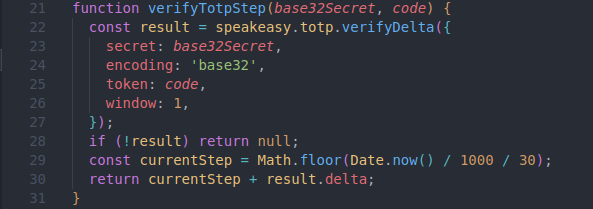 21 function verifyTotpStep(base32Secret, code) {
22   const result = speakeasy.totp.verifyDelta({
23     secret: base32Secret,
24     encoding: 'base32',
25     token: code,
26     window: 1,
27   });
28   if (!result) return null;
29   const currentStep = Math.floor(Date.now() / 1000 / 30);
30   return currentStep + result.delta;
31 }